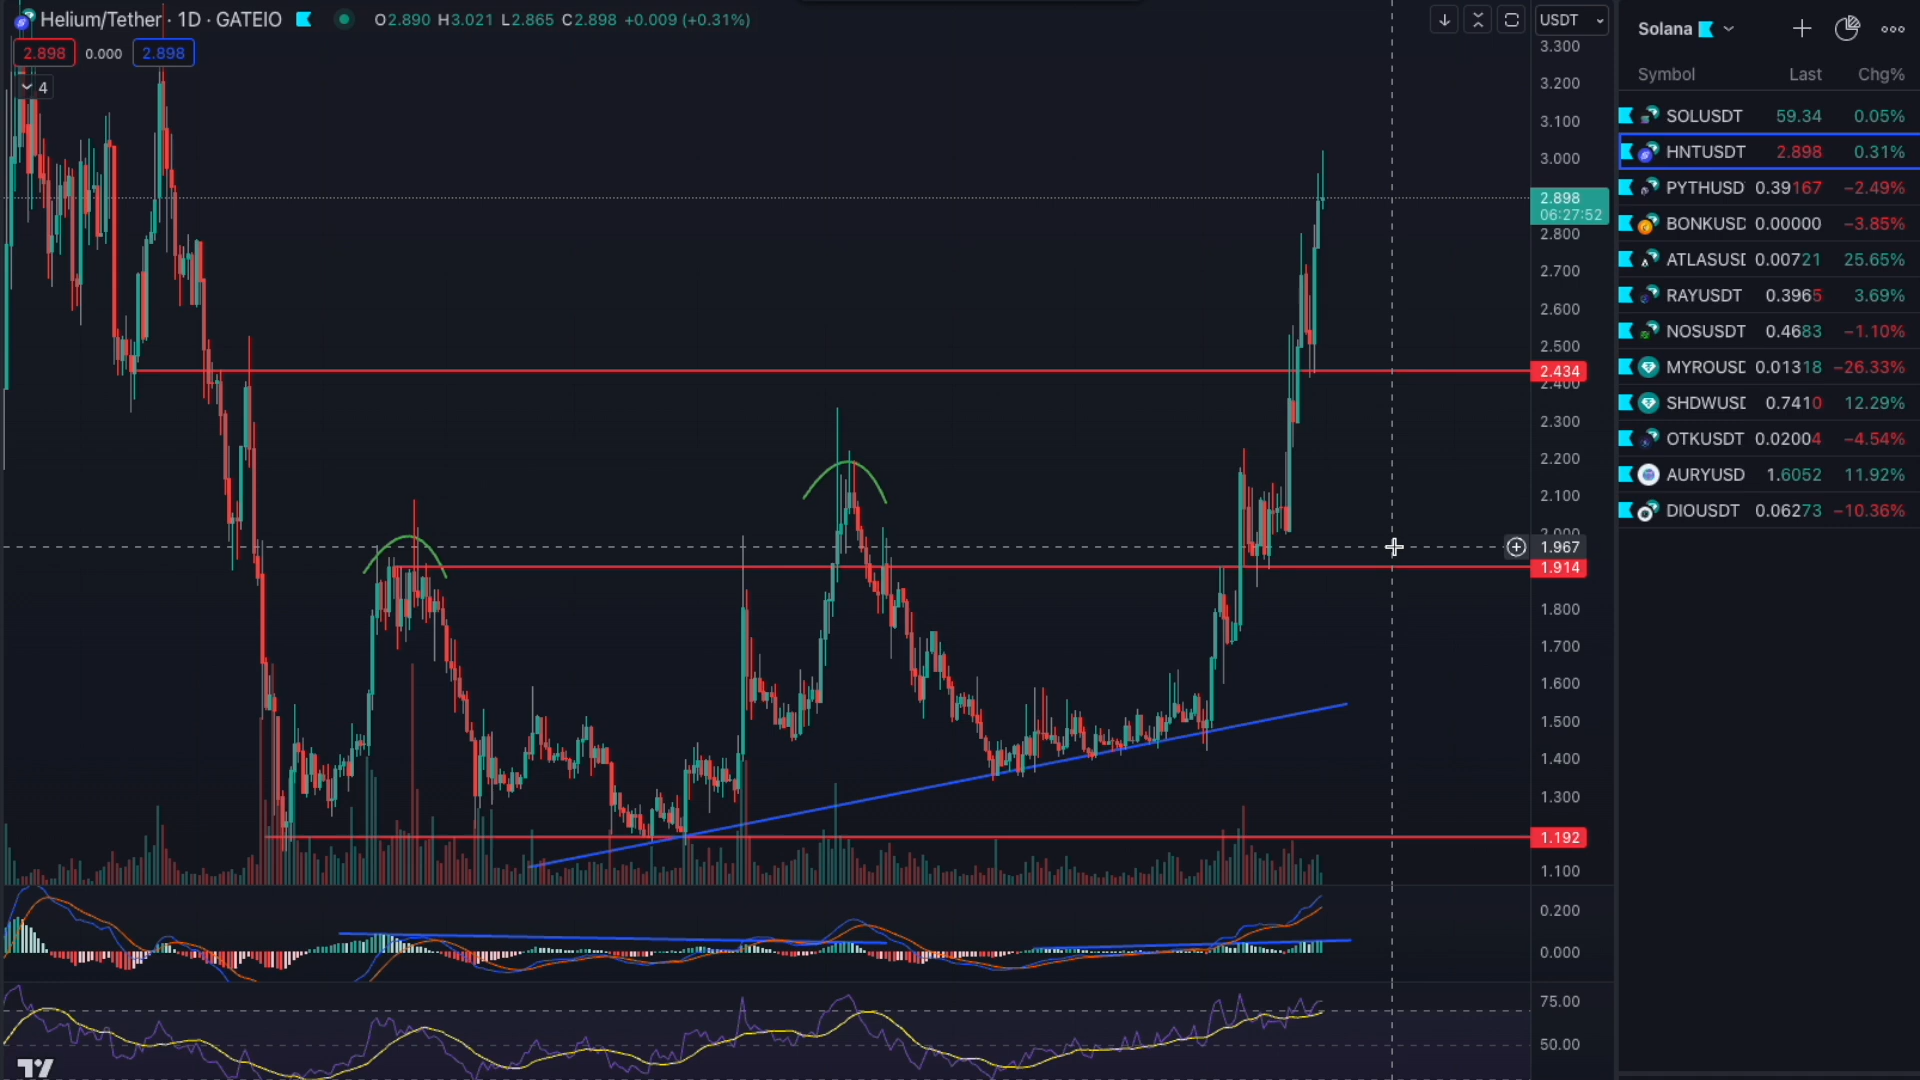 Helium/Tether · 1D · GATEIO O2.890 H3.021 L2.865 C2.898 +0.009 (+0.31%)
2.898 0.000 2.898
4
USDT
3.300
3.200
3.100
3.000
2.898
06:27:52
2.800
2.700
2.600
2.500
2.434
2.400
2.300
2.200
2.100
2.000
1.967
1.914
1.800
1.700
1.600
1.500
1.400
1.300
1.192
1.100
0.200
0.000
75.00
50.00
Solana
Symbol Last Chg%
SOLUSDT 59.34 0.05%
HNTUSDT 2.898 0.31%
PYTHUSD 0.39167 −2.49%
BONKUSD 0.00000 −3.85%
ATLASUSD 0.00721 25.65%
RAYUSDT 0.3965 3.69%
NOSUSDT 0.4683 −1.10%
MYROUSD 0.01318 −26.33%
SHDWUSD 0.7410 12.29%
OTKUSDT 0.02004 −4.54%
AURYUSD 1.6052 11.92%
DIOUSDT 0.06273 −10.36%